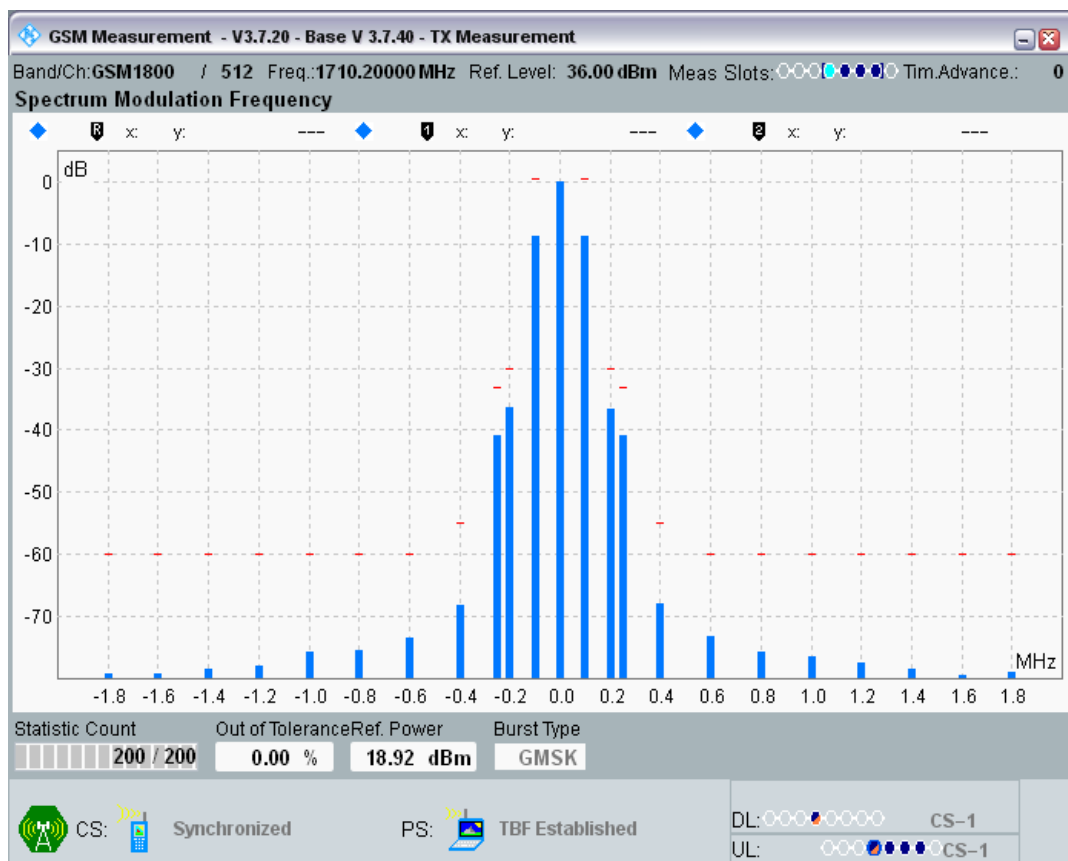 GSM Measurement - V3.7.20 - Base V 3.7.40 - TX Measurement
Band/Ch:GSM1800 / 512 Freq.:1710.20000 MHz Ref. Level: 36.00 dBm Meas Slots: Tim.Advance.: 0
Spectrum Modulation Frequency
R x: y: --- 1 x: y: --- 2 x: y: ---
dB
0
-10
-20
-30
-40
-50
-60
-70
MHz
-1.8 -1.6 -1.4 -1.2 -1.0 -0.8 -0.6 -0.4 -0.2 0.0 0.2 0.4 0.6 0.8 1.0 1.2 1.4 1.6 1.8
Statistic Count Out of Tolerance Ref. Power Burst Type
200 / 200 0.00 % 18.92 dBm GMSK
CS: Synchronized PS: TBF Established
DL: CS-1
UL: CS-1